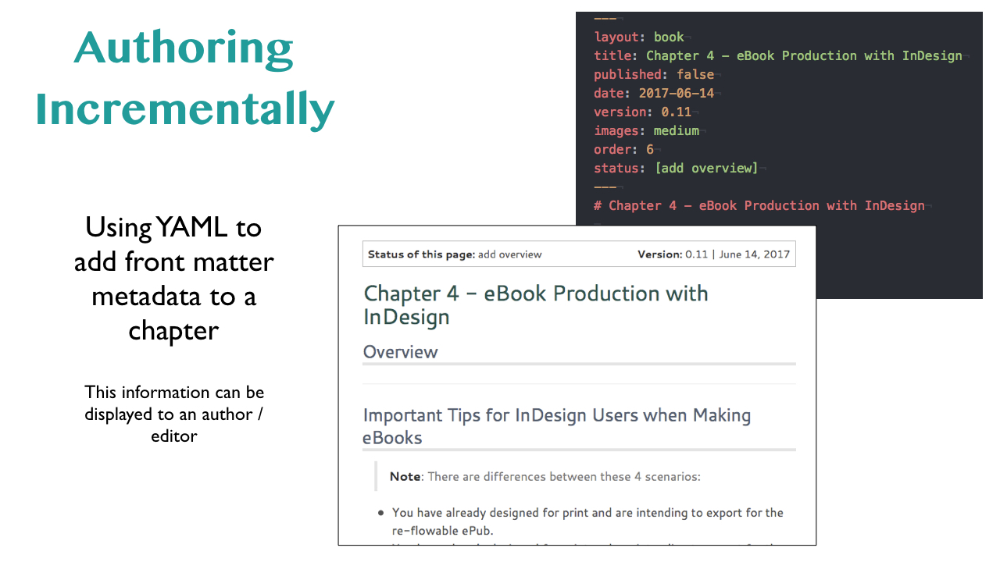 Authoring
Incrementally
Using YAML to
add front matter
metadata to a
chapter
This information can be
displayed to an author /
editor
---
layout: book
title: Chapter 4 - eBook Production with InDesign
published: false
date: 2017-06-14
version: 0.11
images: medium
order: 6
status: [add overview]
---
# Chapter 4 - eBook Production with InDesign
Status of this page: add overview Version: 0.11 | June 14, 2017
Chapter 4 - eBook Production with
InDesign
Overview
Important Tips for InDesign Users when Making
eBooks
Note: There are differences between these 4 scenarios:
• You have already designed for print and are intending to export for the
re-flowable ePub.